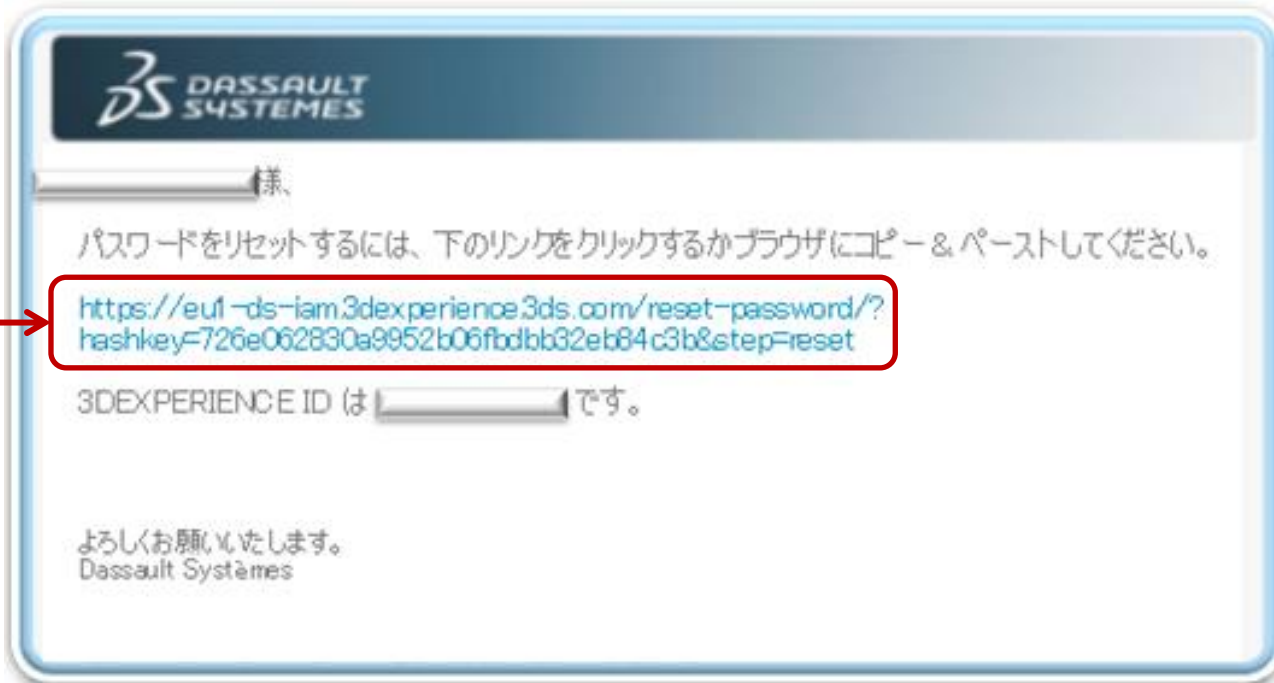 DASSAULT
SYSTEMES
様、
パスワードをリセットするには、下のリンクをクリックするかブラウザにコピー＆ペーストしてください。
https://eu1-ds-iam.3dexperience.3ds.com/reset-password/?
hashkey=726e062830a9952b06fbdbb32eb84c3b&step=reset
3DEXPERIENCE ID は です。
よろしくお願いいたします。
Dassault Systèmes